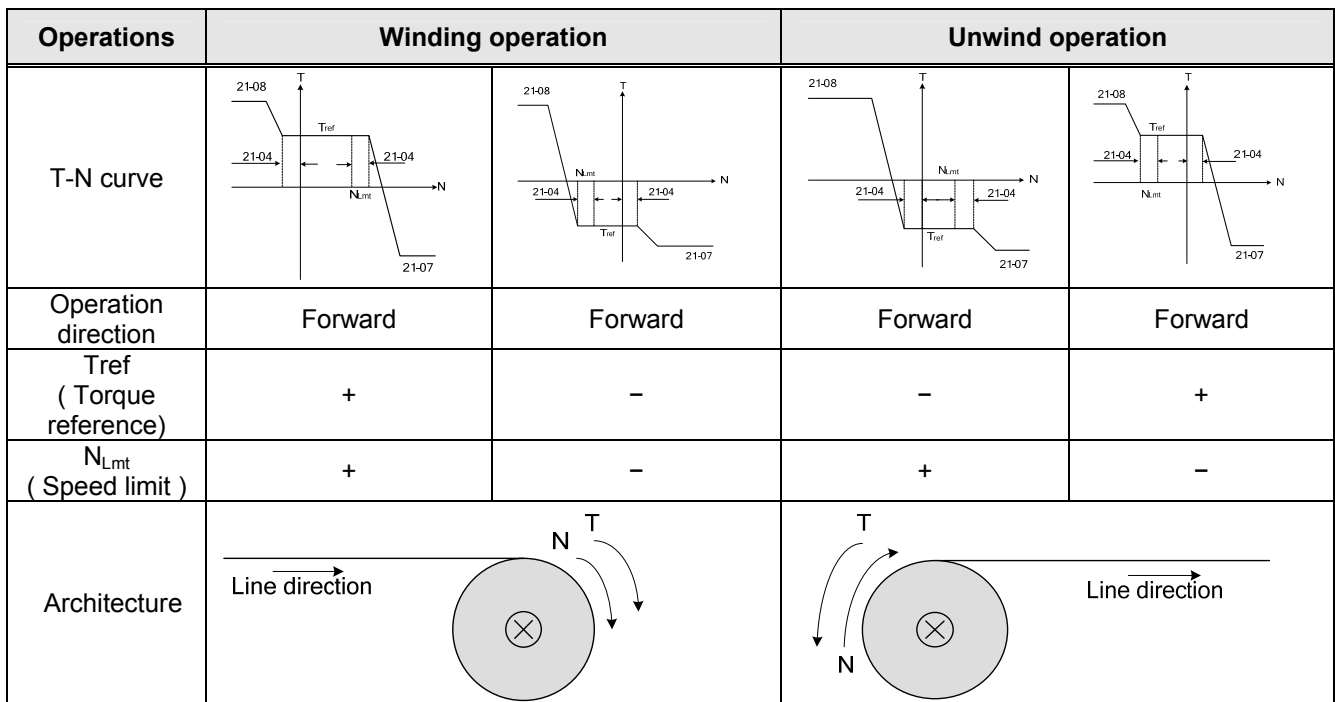 Operations
Winding operation
Unwind operation
T-N curve
T
21-08
Tref
21-04
21-04
N
NLmt
21-07
21-08
T
NLmt
N
21-04
21-04
Tref
21-07
21-08
T
NLmt
N
21-04
21-04
Tref
21-07
21-08
T
Tref
21-04
21-04
N
NLmt
21-07
Operation
direction
Forward
Forward
Forward
Forward
Tref
( Torque
reference)
+
−
−
+
NLmt
( Speed limit )
+
−
+
−
Architecture
Line direction
N
T
T
N
Line direction